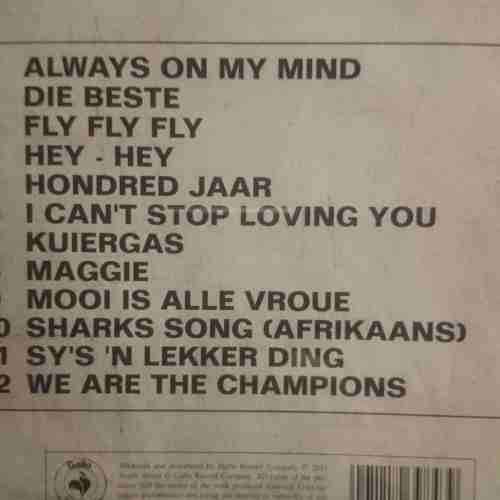 ALWAYS ON MY MIND
DIE BESTE
FLY FLY FLY
HEY - HEY
HONDRED JAAR
I CAN'T STOP LOVING YOU
KUIERGAS
MAGGIE
MOOI IS ALLE VROUE
0 SHARKS SONG (AFRIKAANS)
1 SY'S 'N LEKKER DING
2 WE ARE THE CHAMPIONS